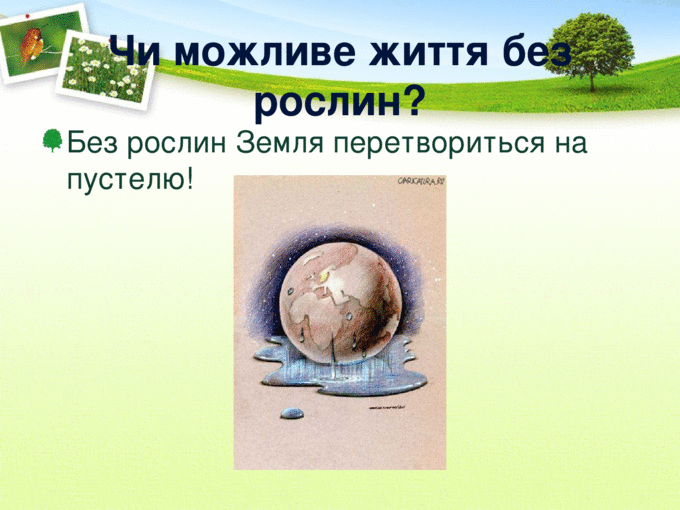 Чи можливе життя без
рослин?
Без рослин Земля перетвориться на
пустелю!
CARICATURA.RU